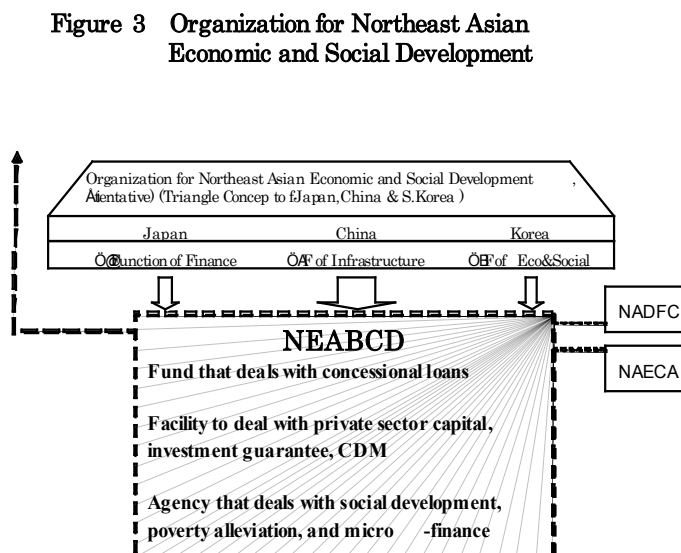 Figure 3 Organization for Northeast Asian
Economic and Social Development
Organization for Northeast Asian Economic and Social Development ,
Átentative) (Triangle Concep to fJapan,China & S.Korea )
Japan China Korea
Function of Finance F of Infrastructure F of Eco&Social
NADFC
NEABCD
NAECA
Fund that deals with concessional loans
Facility to deal with private sector capital,
investment guarantee, CDM
Agency that deals with social development,
poverty alleviation, and micro -finance